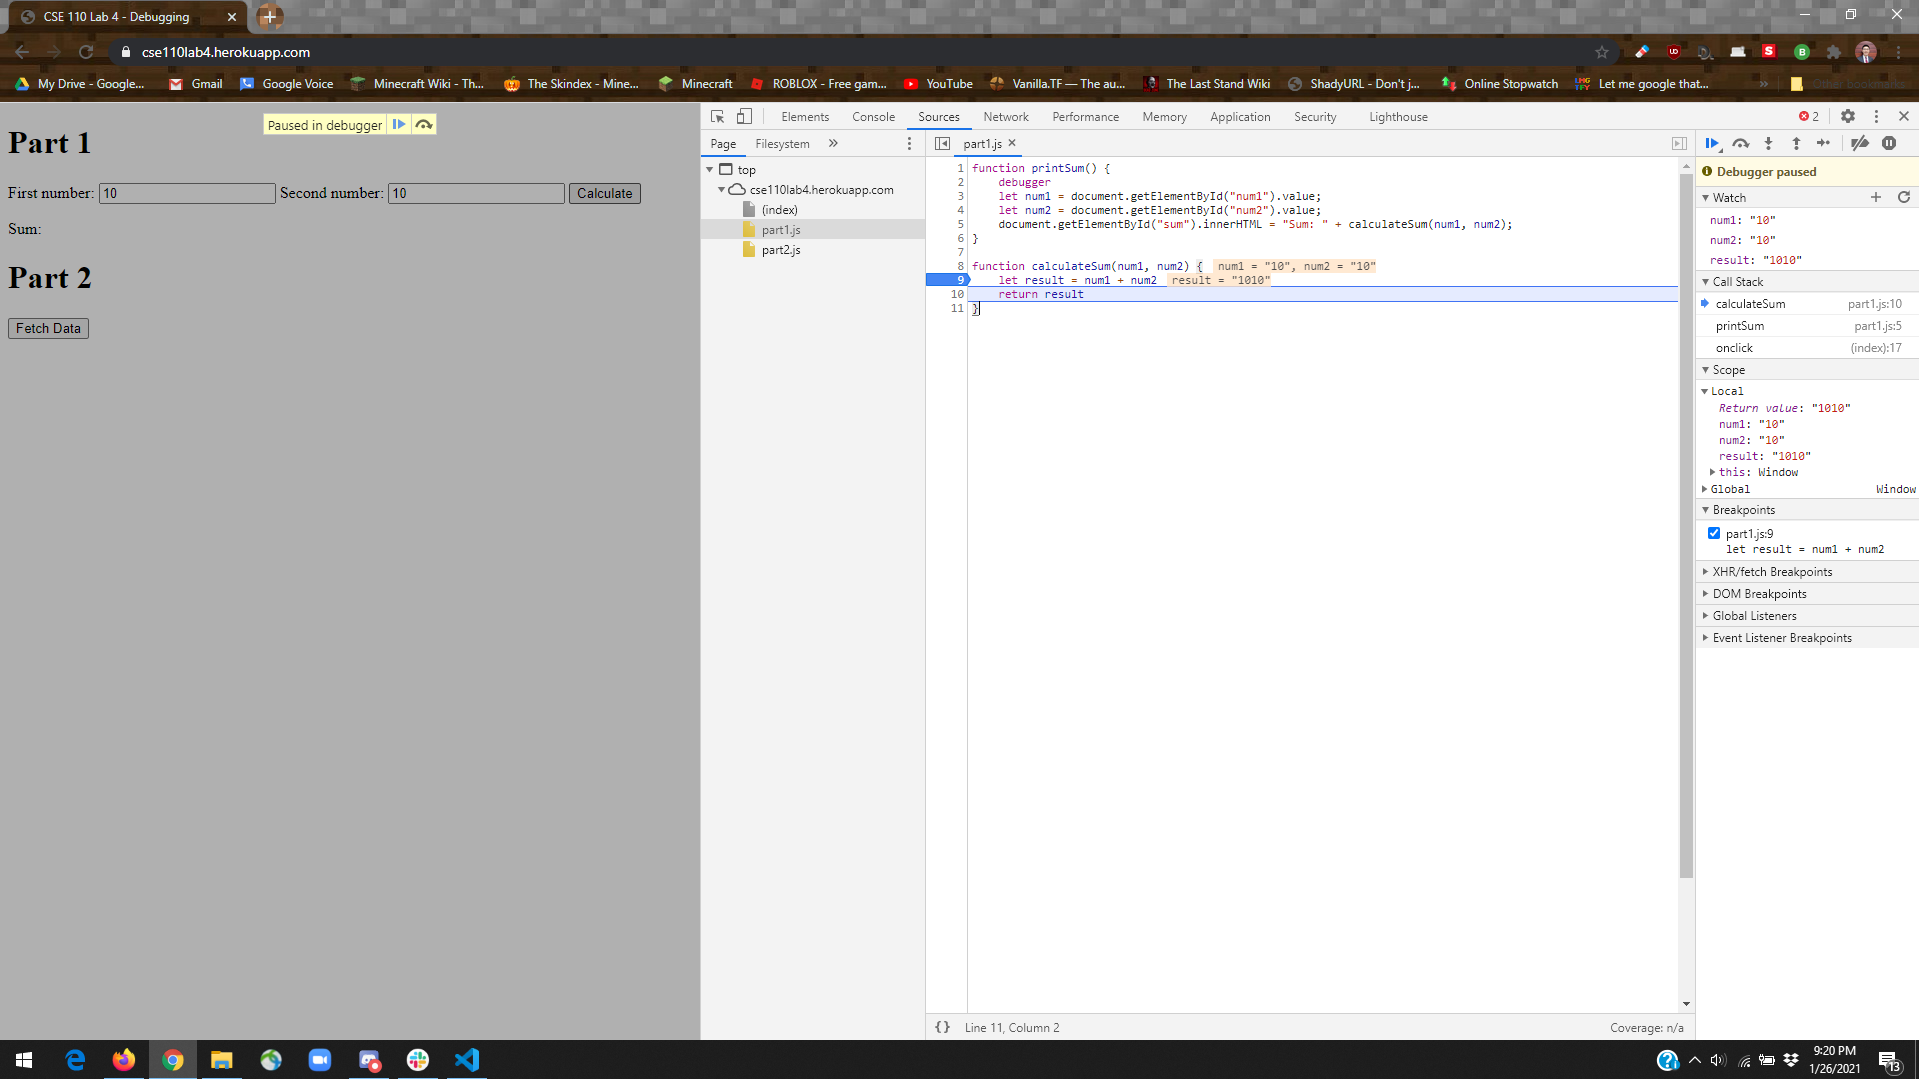 CSE 110 Lab 4 - Debugging
cse110lab4.herokuapp.com
My Drive - Google... Gmail Google Voice Minecraft Wiki - Th... The Skindex - Mine... Minecraft ROBLOX - Free gam... YouTube Vanilla.TF — The au... The Last Stand Wiki ShadyURL - Don't j... Online Stopwatch Let me google that... » Other bookmarks
Paused in debugger
Part 1
First number: 10 Second number: 10 Calculate
Sum:
Part 2
Fetch Data
Elements Console Sources Network Performance Memory Application Security Lighthouse 2
Page Filesystem »
top
cse110lab4.herokuapp.com
(index)
part1.js
part2.js
part1.js
1 function printSum() {
2 debugger
3 let num1 = document.getElementById("num1").value;
4 let num2 = document.getElementById("num2").value;
5 document.getElementById("sum").innerHTML = "Sum: " + calculateSum(num1, num2);
6 }
7
8 function calculateSum(num1, num2) { num1 = "10", num2 = "10"
9 let result = num1 + num2 result = "1010"
10 return result
11 }
{ } Line 11, Column 2 Coverage: n/a
Debugger paused
Watch
num1: "10"
num2: "10"
result: "1010"
Call Stack
calculateSum part1.js:10
printSum part1.js:5
onclick (index):17
Scope
Local
Return value: "1010"
num1: "10"
num2: "10"
result: "1010"
this: Window
Global Window
Breakpoints
part1.js:9
let result = num1 + num2
XHR/fetch Breakpoints
DOM Breakpoints
Global Listeners
Event Listener Breakpoints
9:20 PM
1/26/2021
13